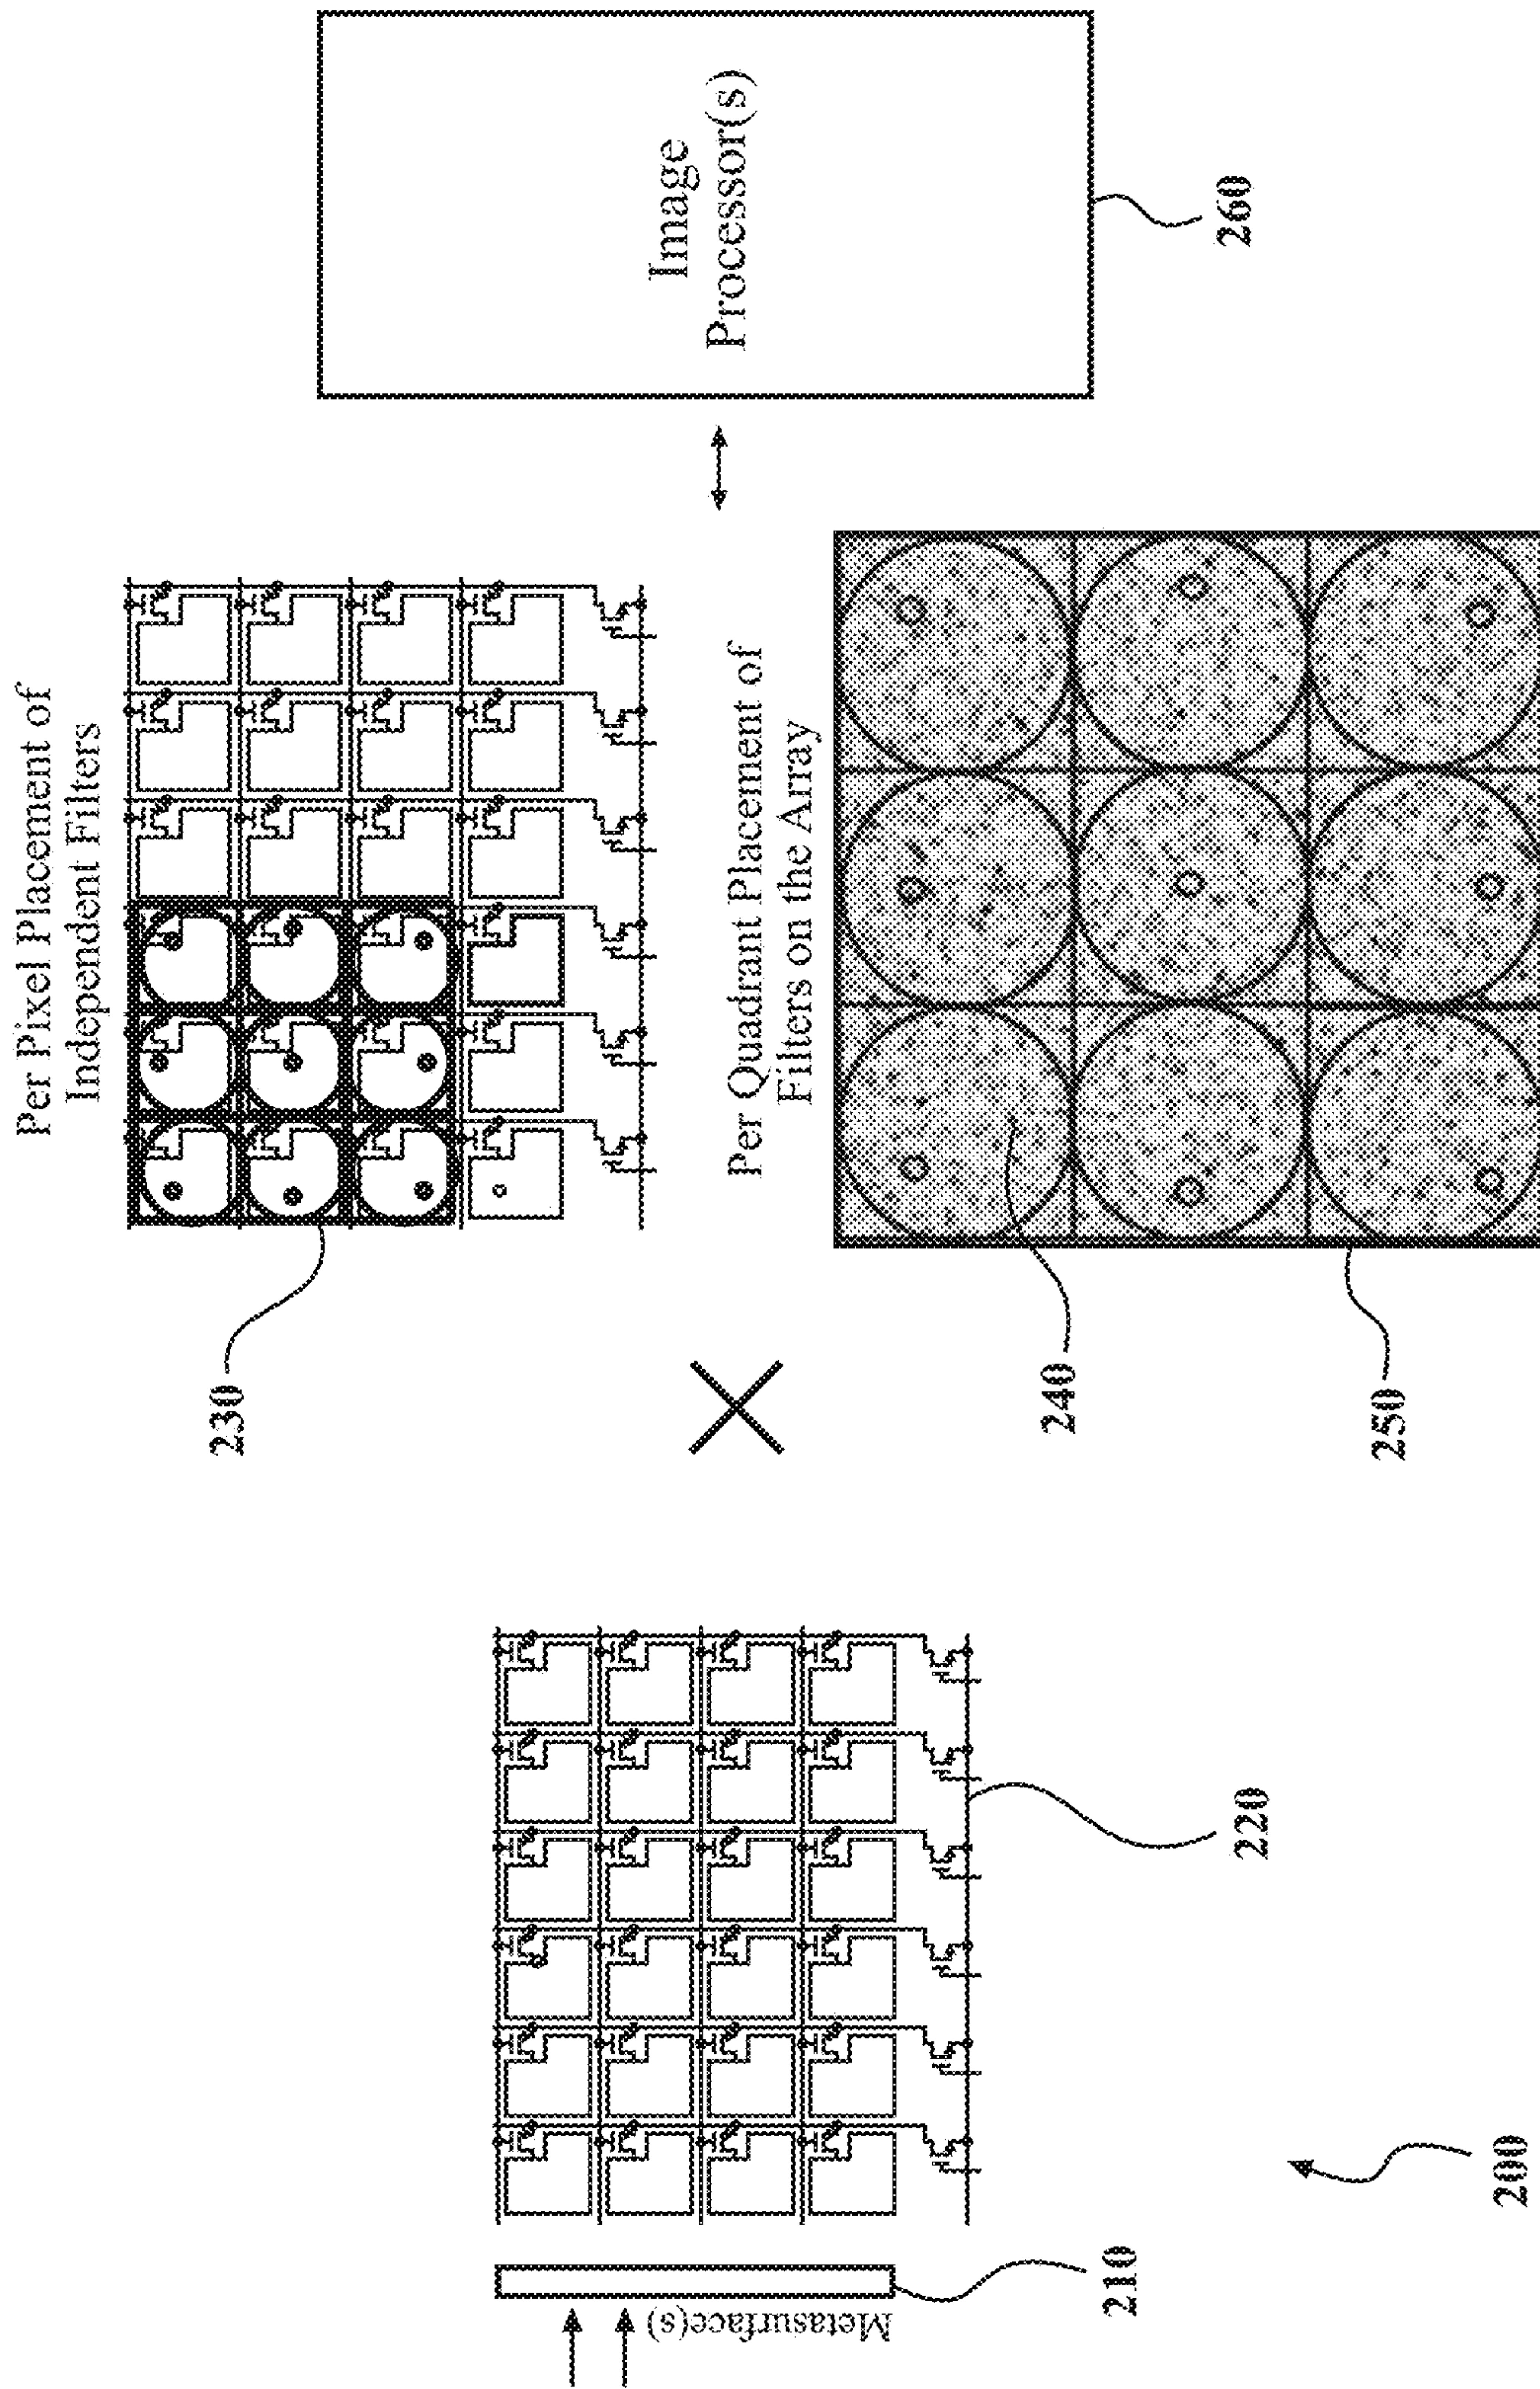 Per Pixel Placement of
Independent Filters
230
Metasurface(s)
210
220
200
Per Quadrant Placement of
Filters on the Array
240
250
Image
Processor(s)
260